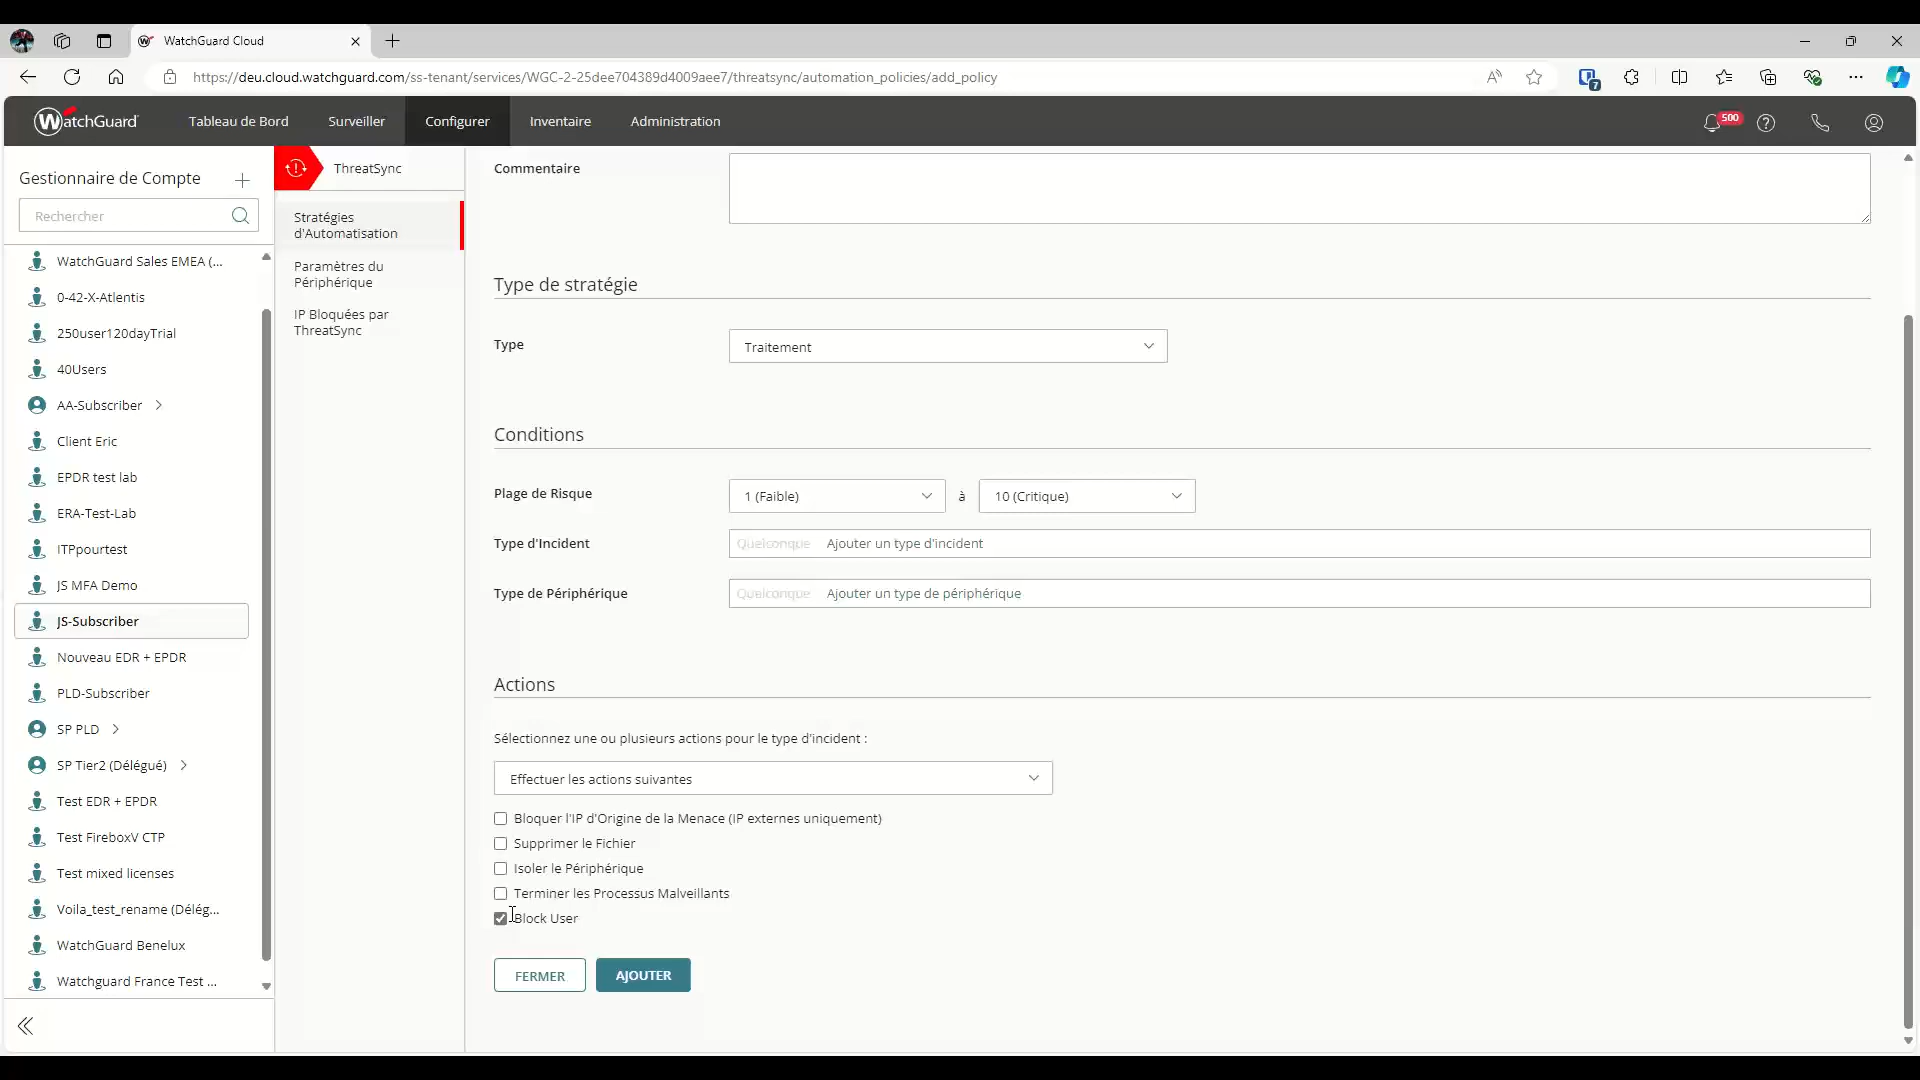 WatchGuard Cloud
https://deu.cloud.watchguard.com/ss-tenant/services/WGC-2-25dee704389d4009aee7/threatsync/automation_policies/add_policy
7
WatchGuard
Tableau de Bord
Surveiller
Configurer
Inventaire
Administration
500
Gestionnaire de Compte
Rechercher
WatchGuard Sales EMEA (...
0-42-X-Atlentis
250user120dayTrial
40Users
AA-Subscriber
Client Eric
EPDR test lab
ERA-Test-Lab
ITPpourtest
JS MFA Demo
JS-Subscriber
Nouveau EDR + EPDR
PLD-Subscriber
SP PLD
SP Tier2 (Délégué)
Test EDR + EPDR
Test FireboxV CTP
Test mixed licenses
Voila_test_rename (Délég...
WatchGuard Benelux
Watchguard France Test ...
ThreatSync
Stratégies
d'Automatisation
Paramètres du
Périphérique
IP Bloquées par
ThreatSync
Commentaire
Type de stratégie
Type
Traitement
Conditions
Plage de Risque
1 (Faible)
à
10 (Critique)
Type d'Incident
Quelconque
Ajouter un type d'incident
Type de Périphérique
Quelconque
Ajouter un type de périphérique
Actions
Sélectionnez une ou plusieurs actions pour le type d'incident :
Effectuer les actions suivantes
Bloquer l'IP d'Origine de la Menace (IP externes uniquement)
Supprimer le Fichier
Isoler le Périphérique
Terminer les Processus Malveillants
Block User
FERMER
AJOUTER